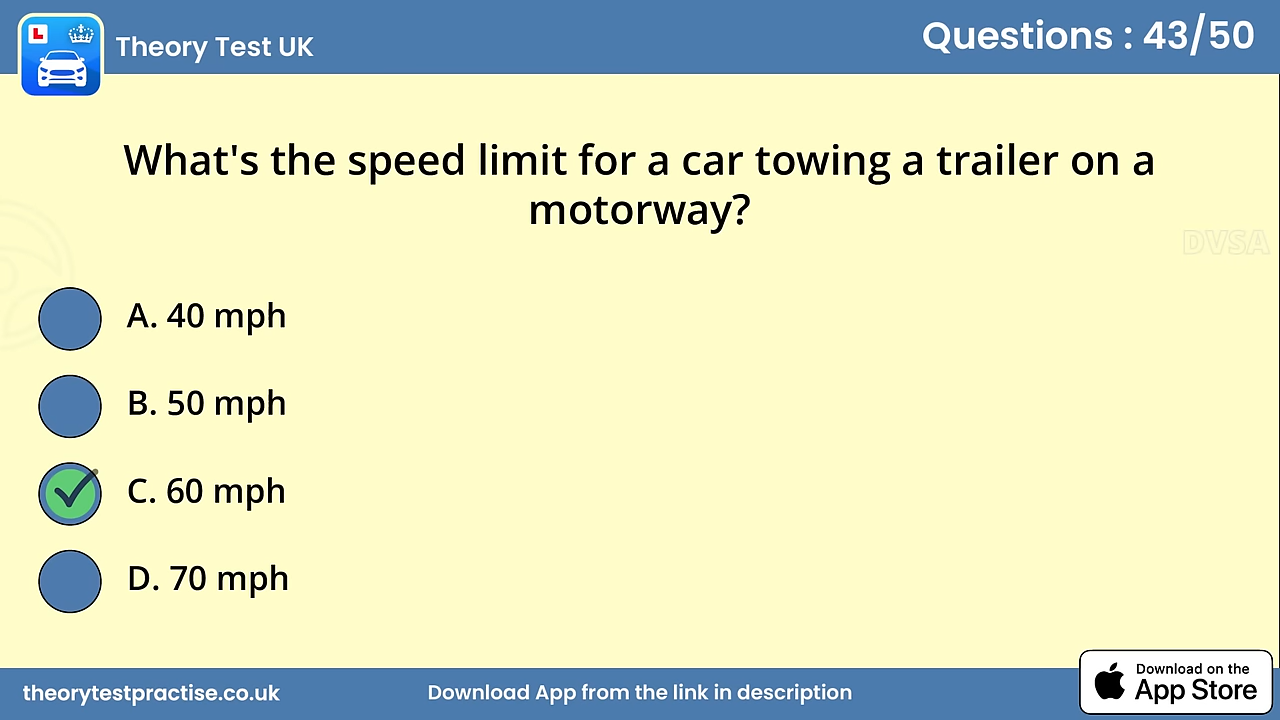 L
Theory Test UK
Questions : 43/50
What's the speed limit for a car towing a trailer on a
motorway?
DVSA
A. 40 mph
B. 50 mph
C. 60 mph
D. 70 mph
theorytestpractise.co.uk
Download App from the link in description
Download on the
App Store